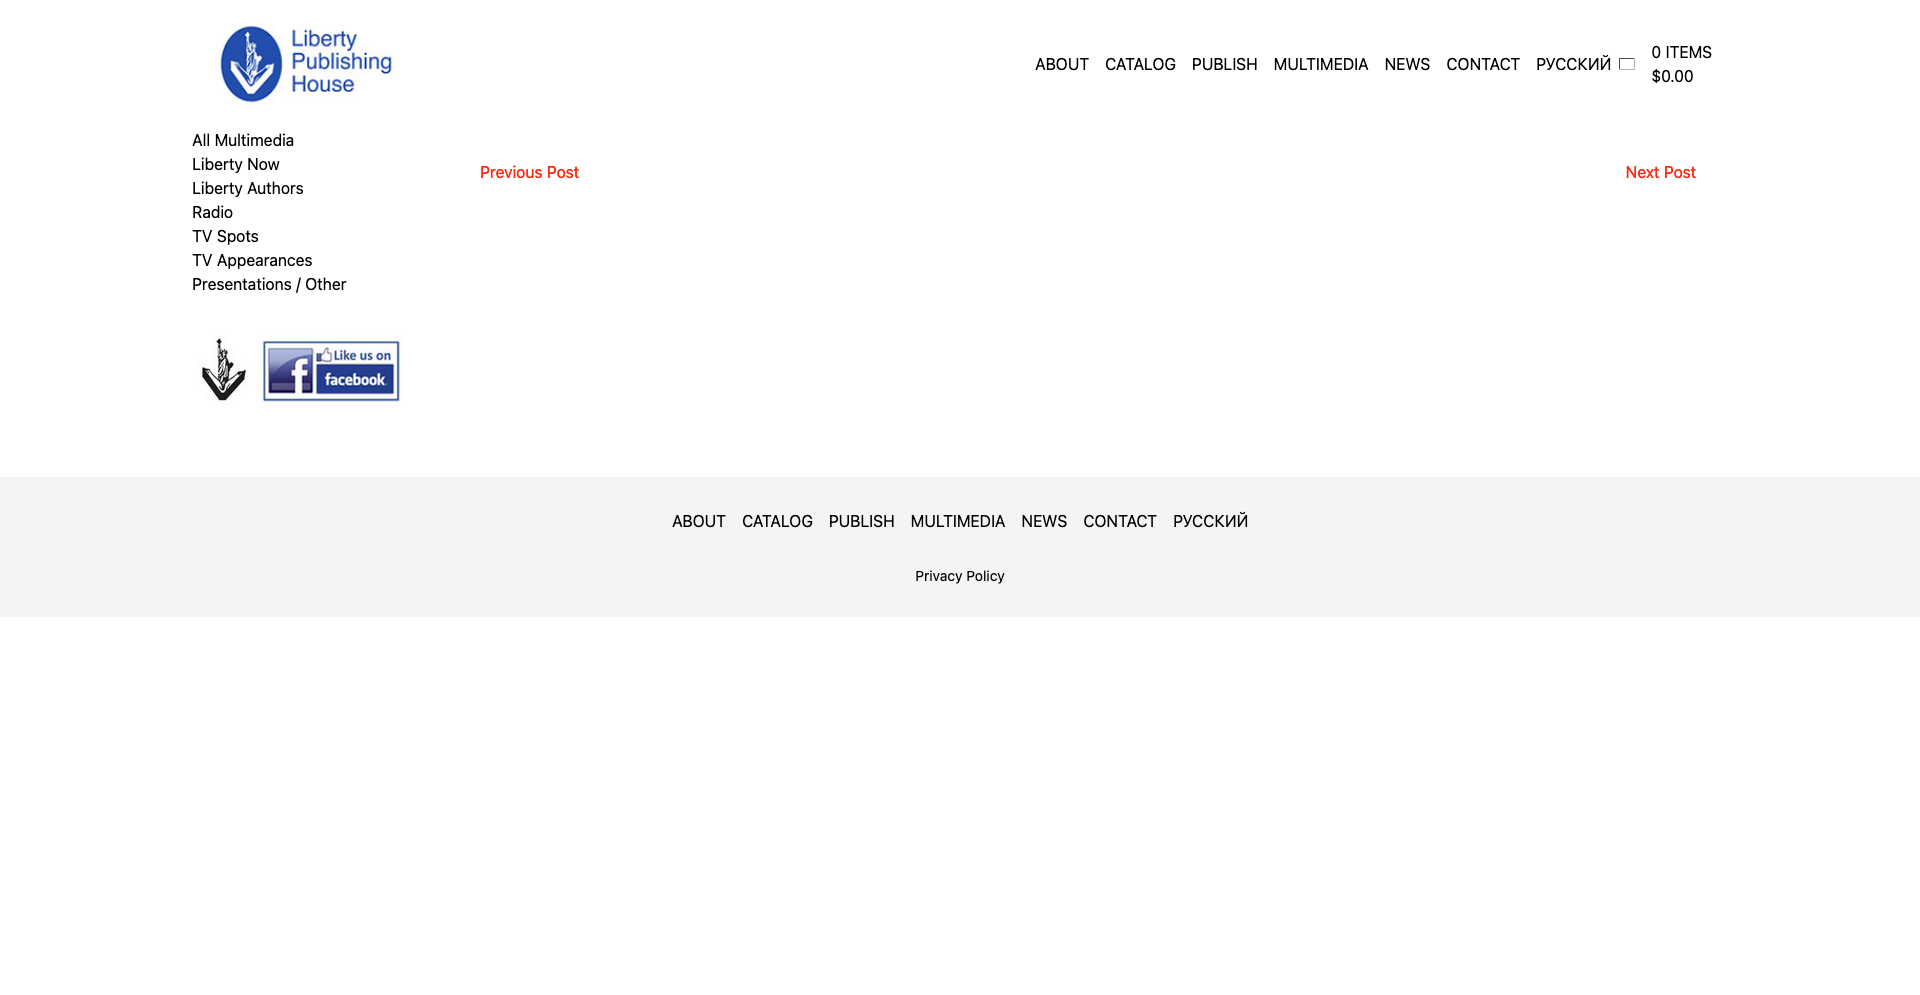 Liberty
Publishing
House
ABOUT CATALOG PUBLISH MULTIMEDIA NEWS CONTACT РУССКИЙ
0 ITEMS
$0.00
All Multimedia
Liberty Now
Liberty Authors
Radio
TV Spots
TV Appearances
Presentations / Other
Previous Post
Next Post
Like us on
facebook
ABOUT CATALOG PUBLISH MULTIMEDIA NEWS CONTACT РУССКИЙ
Privacy Policy